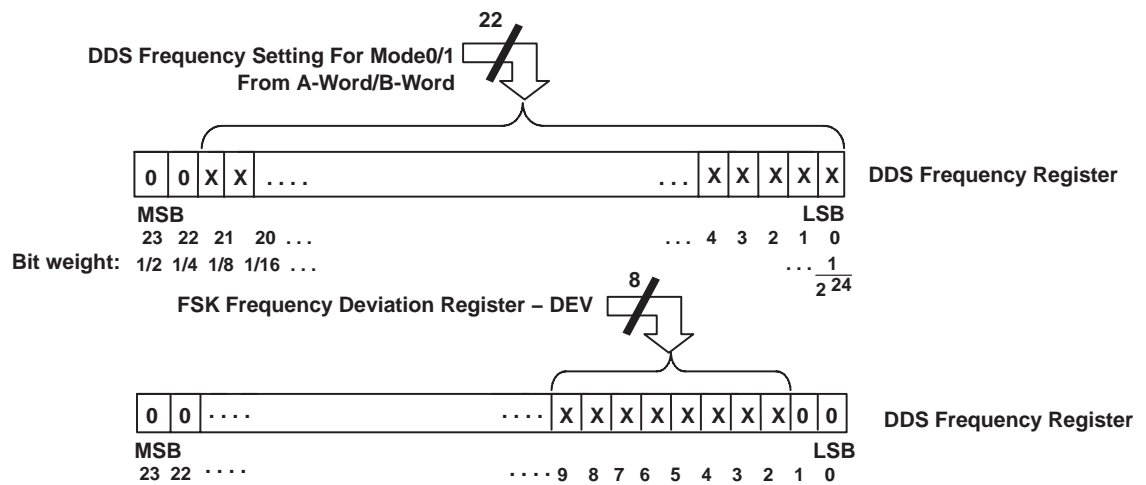 22
DDS Frequency Setting For Mode0/1
From A-Word/B-Word
0 0 X X . . . . . . . X X X X X DDS Frequency Register
MSB LSB
23 22 21 20 . . . . . . 4 3 2 1 0
Bit weight: 1/2 1/4 1/8 1/16 . . . . . . 1
2 24
8
FSK Frequency Deviation Register – DEV
0 0 . . . . . . . . X X X X X X X X 0 0 DDS Frequency Register
MSB LSB
23 22 . . . . . . . . 9 8 7 6 5 4 3 2 1 0